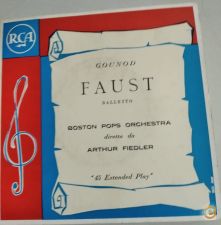 RCA
GOUNOD
FAUST
BALLETTO
BOSTON POPS ORCHESTRA
diretta da
ARTHUR FIEDLER
"45 Extended Play"